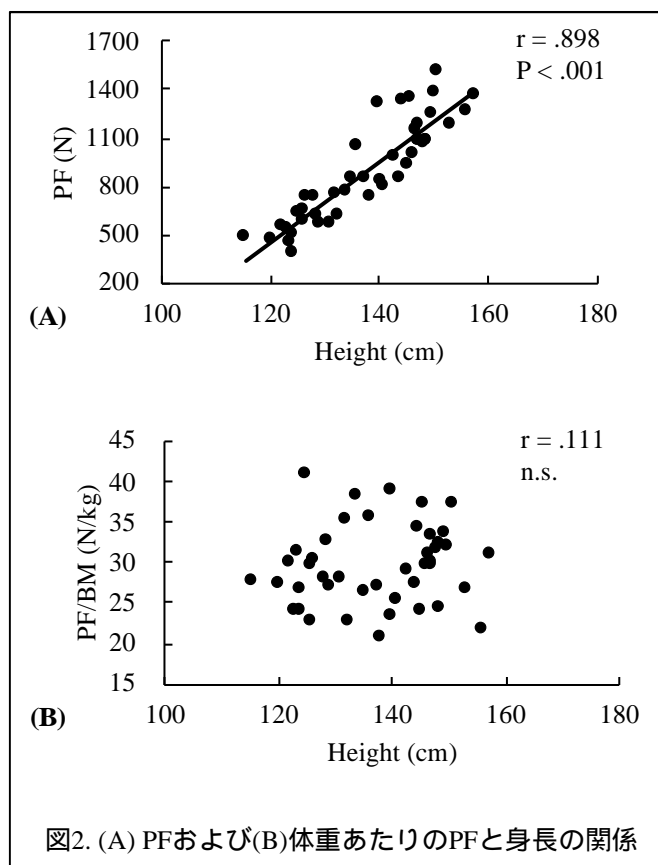 1700
1400
1100
800
500
200
PF (N)
r = .898
P < .001
100 120 140 160 180
(A)
Height (cm)
45
40
35
30
25
20
15
PF/BM (N/kg)
r = .111
n.s.
100 120 140 160 180
(B)
Height (cm)
図2. (A) PFおよび(B)体重あたりのPFと身長の関係